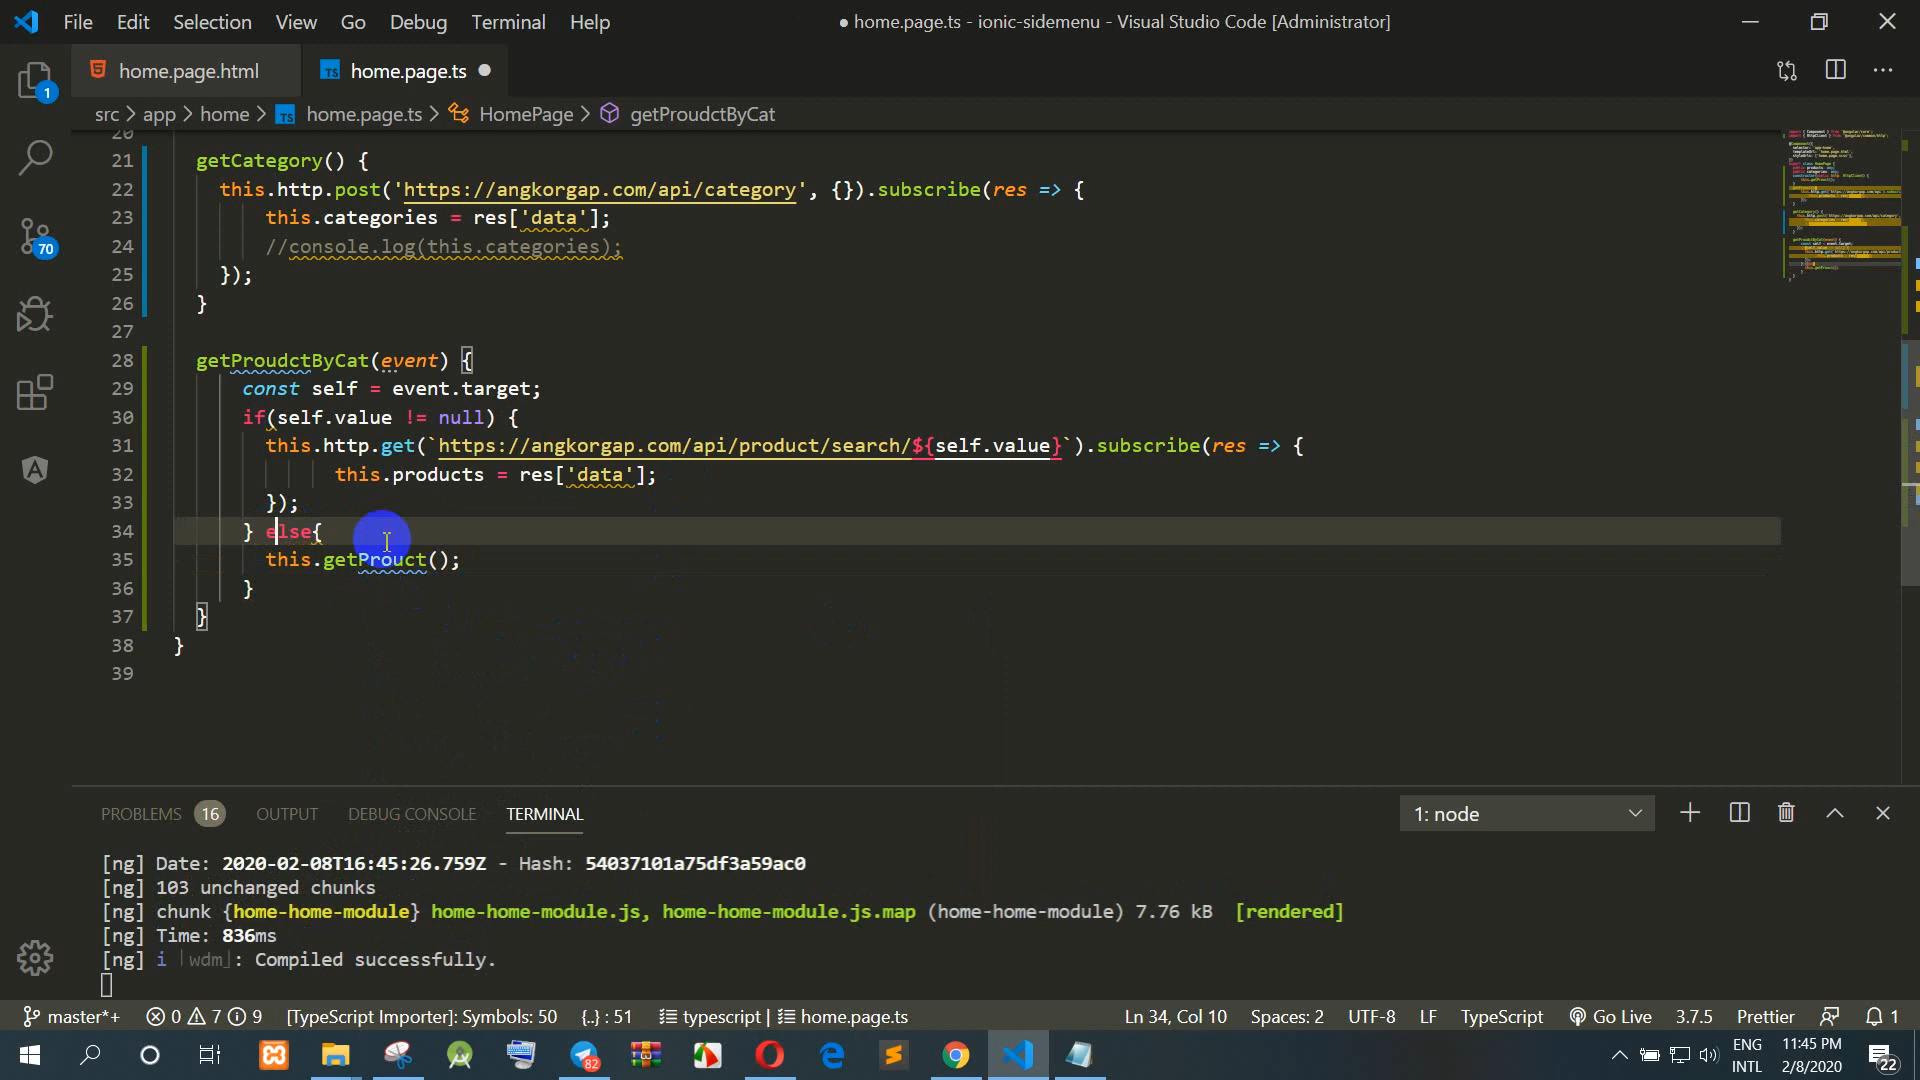 File Edit Selection View Go Debug Terminal Help
● home.page.ts - ionic-sidemenu - Visual Studio Code [Administrator]
home.page.html
TS home.page.ts ●
src > app > home > TS home.page.ts > HomePage > getProudctByCat
20
21 getCategory() {
22 this.http.post('https://angkorgap.com/api/category', {}).subscribe(res => {
23 this.categories = res['data'];
24 //console.log(this.categories);
25 });
26 }
27
28 getProudctByCat(event) {
29 const self = event.target;
30 if(self.value != null) {
31 this.http.get(`https://angkorgap.com/api/product/search/${self.value}`).subscribe(res => {
32 this.products = res['data'];
33 });
34 } else{
35 this.getProuct();
36 }
37 }
38 }
39
1
70
PROBLEMS 16 OUTPUT DEBUG CONSOLE TERMINAL
1: node
[ng] Date: 2020-02-08T16:45:26.759Z - Hash: 54037101a75df3a59ac0
[ng] 103 unchanged chunks
[ng] chunk {home-home-module} home-home-module.js, home-home-module.js.map (home-home-module) 7.76 kB [rendered]
[ng] Time: 836ms
[ng] i ｢wdm｣: Compiled successfully.
master*+ 0 7 9 [TypeScript Importer]: Symbols: 50 {..} : 51 typescript | home.page.ts
Ln 34, Col 10 Spaces: 2 UTF-8 LF TypeScript Go Live 3.7.5 Prettier 1
82
ENG
INTL
11:45 PM
2/8/2020
22